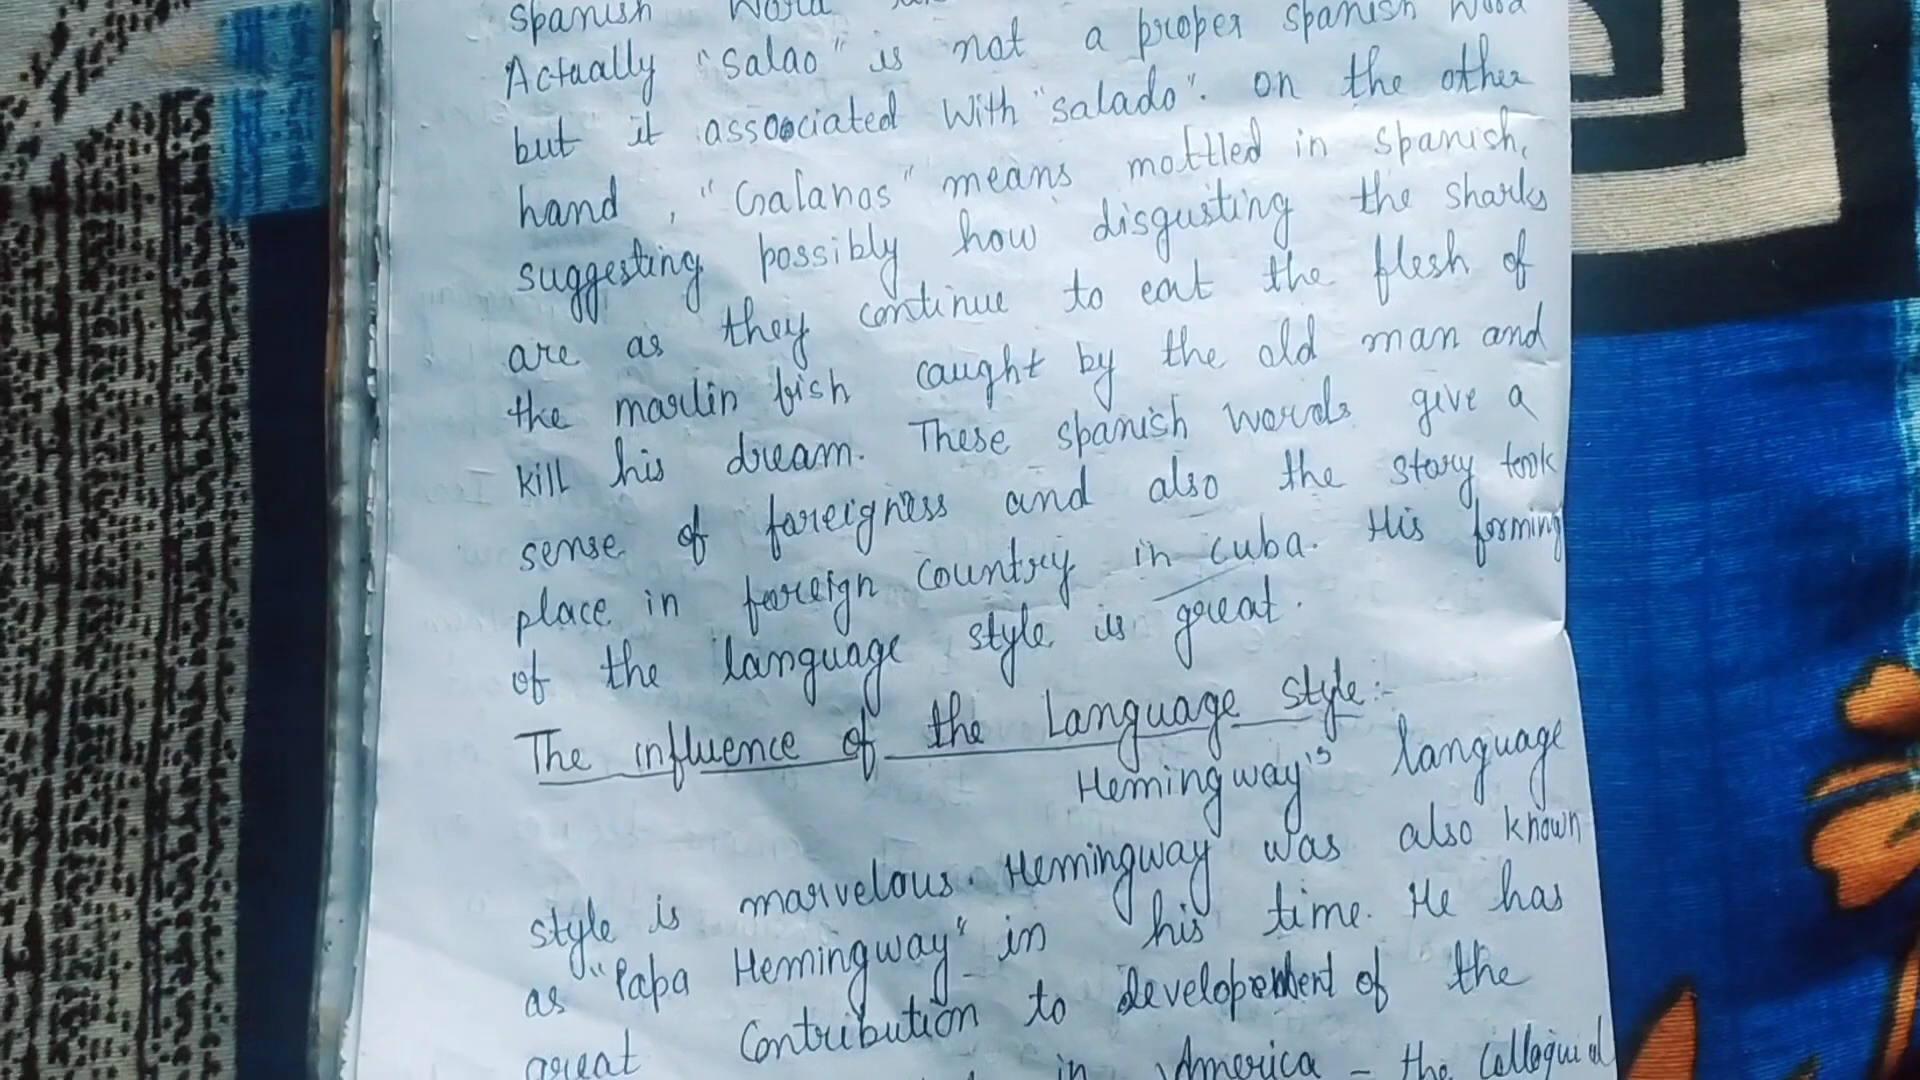 spanish word
Actually "salao" is not a proper spanish word
but it assoociated with "salado". on the other
hand, "Galanos" means mottled in spanish,
suggesting possibly how disgusting the sharks
are as they continue to eat the flesh of
the marlin fish caught by the old man and
kill his dream. These spanish words give a
sense of foreigness and also the story took
place in foreign country in cuba. His forming
of the language style is great.
The influence of the Language style:-
Hemingway's language
style is marvelous. Hemingway was also known
as "Papa Hemingway" in his time. He has
great contribution to development of the
in America - the colloquial